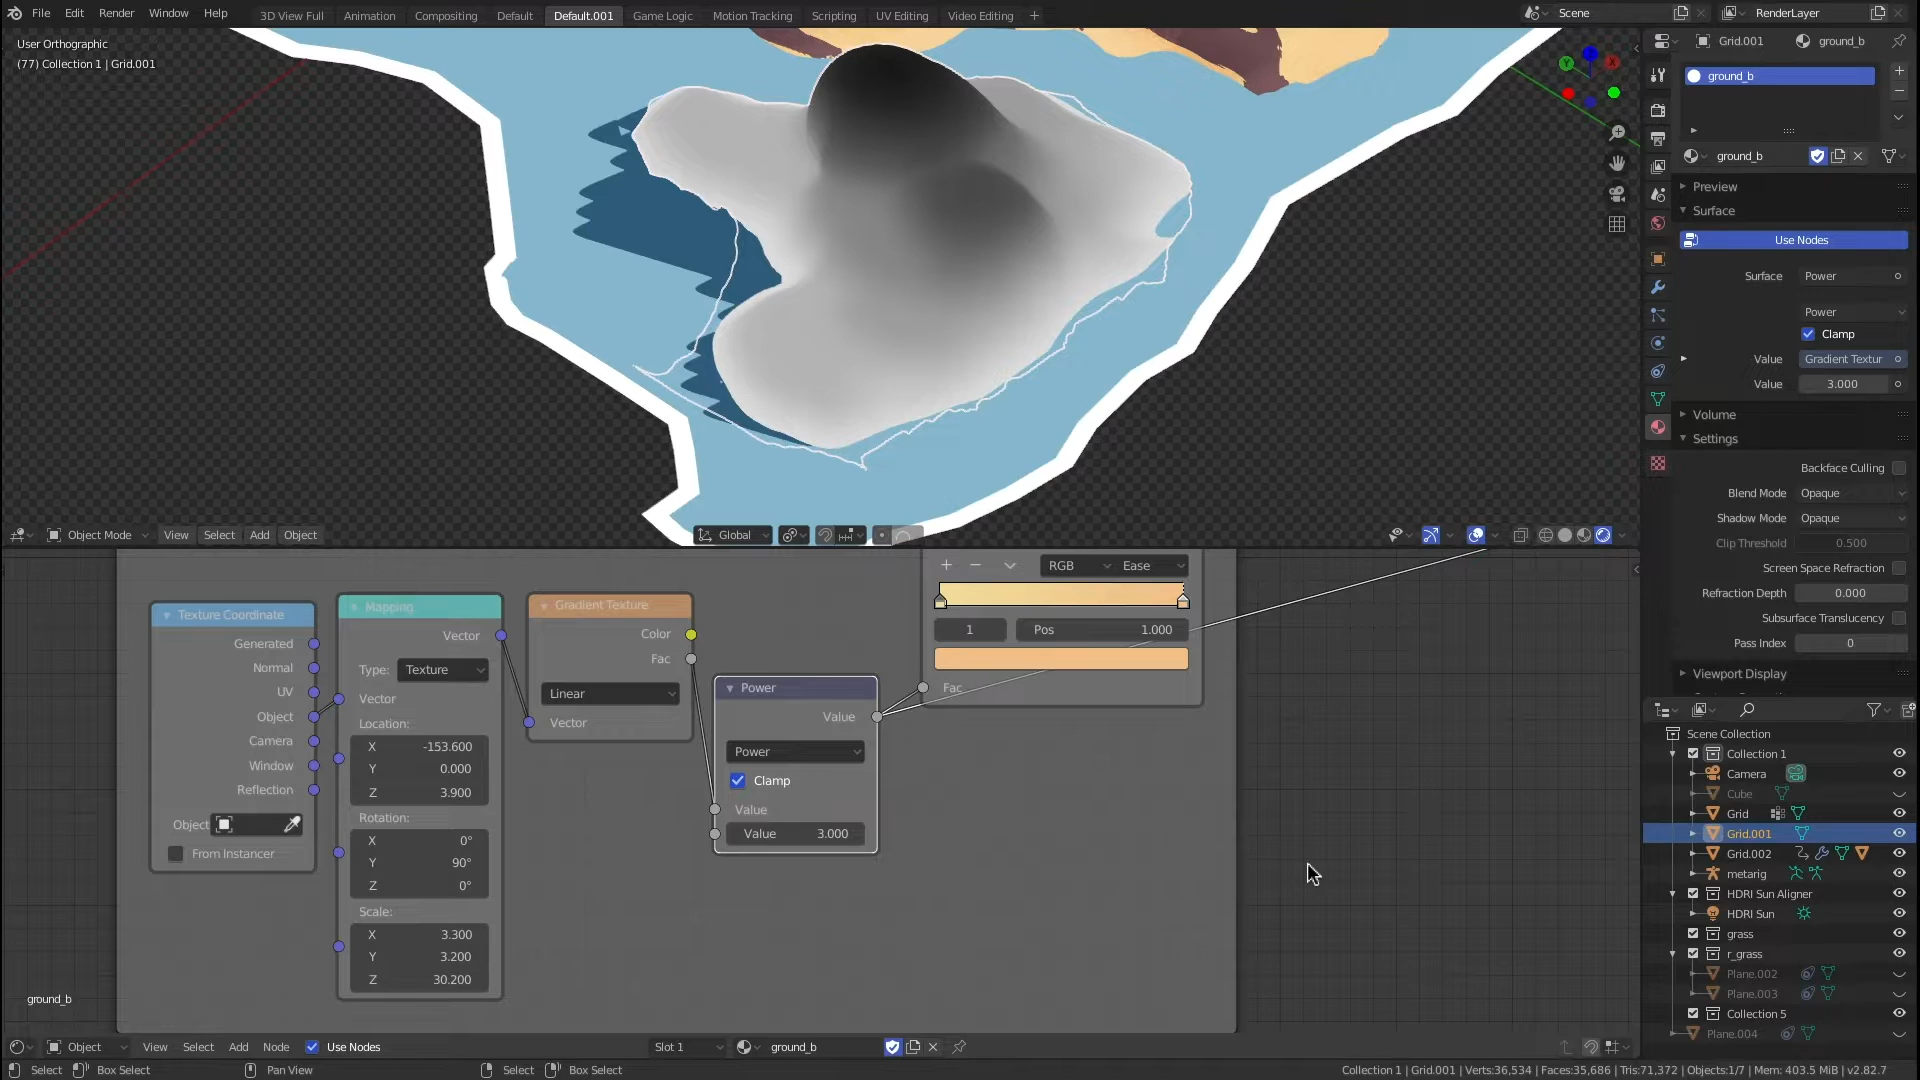 File Edit Render Window Help 3D View Full Animation Compositing Default Default.001 Game Logic Motion Tracking Scripting UV Editing Video Editing + Scene RenderLayer
User Orthographic
(77) Collection 1 | Grid.001
Object Mode View Select Add Object Global
Grid.001 ground_b
ground_b
ground_b
Preview
Surface
Use Nodes
Surface Power
Power
Clamp
Value Gradient Textur
Value 3.000
Volume
Settings
Backface Culling
Blend Mode Opaque
Shadow Mode Opaque
Clip Threshold 0.500
Screen Space Refraction
Refraction Depth 0.000
Subsurface Translucency
Pass Index 0
Viewport Display
Texture Coordinate
Generated
Normal
UV
Object
Camera
Window
Reflection
Object
From Instancer
Mapping
Vector
Type: Texture
Vector
Location:
X -153.600
Y 0.000
Z 3.900
Rotation:
X 0°
Y 90°
Z 0°
Scale:
X 3.300
Y 3.200
Z 30.200
Gradient Texture
Color
Fac
Linear
Vector
Power
Value
Power
Clamp
Value
Value 3.000
RGB Ease
1 Pos 1.000
Fac
ground_b
Scene Collection
Collection 1
Camera
Cube
Grid
Grid.001
Grid.002
metarig
HDRI Sun Aligner
HDRI Sun
grass
r_grass
Plane.002
Plane.003
Collection 5
Plane.004
Object View Select Add Node Use Nodes Slot 1 ground_b
Select Box Select Pan View Select Box Select Collection 1 | Grid.001 | Verts:36,534 | Faces:35,686 | Tris:71,372 | Objects:1/7 | Mem: 403.5 MiB | v2.82.7